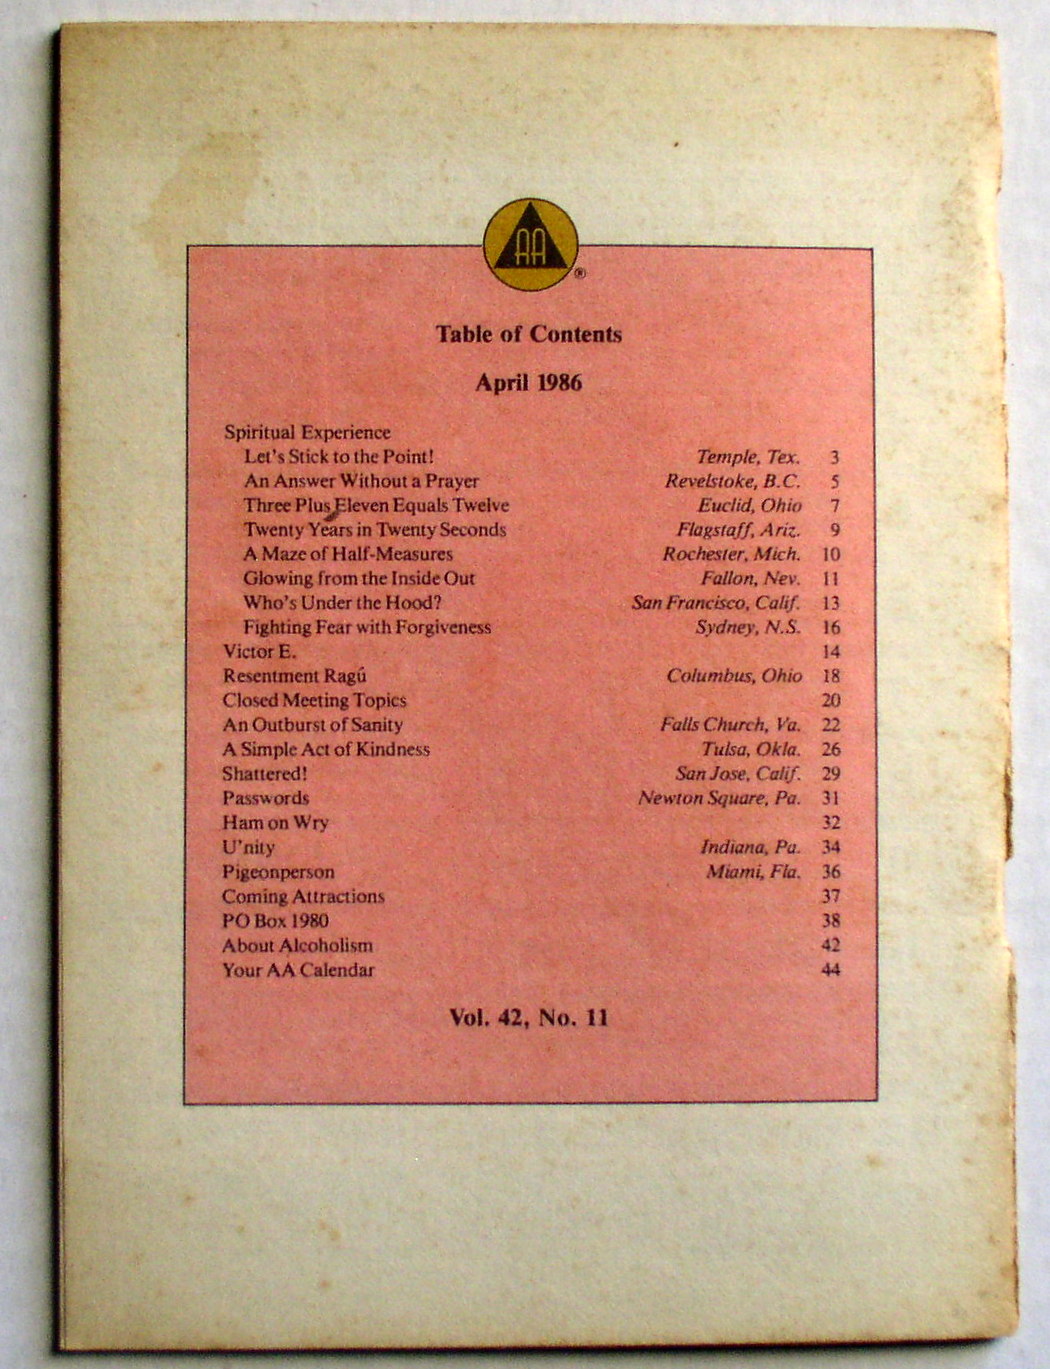 AA
®
Table of Contents
April 1986
Spiritual Experience
Let's Stick to the Point! Temple, Tex. 3
An Answer Without a Prayer Revelstoke, B.C. 5
Three Plus Eleven Equals Twelve Euclid, Ohio 7
Twenty Years in Twenty Seconds Flagstaff, Ariz. 9
A Maze of Half-Measures Rochester, Mich. 10
Glowing from the Inside Out Fallon, Nev. 11
Who's Under the Hood? San Francisco, Calif. 13
Fighting Fear with Forgiveness Sydney, N.S. 16
Victor E. 14
Resentment Ragú Columbus, Ohio 18
Closed Meeting Topics 20
An Outburst of Sanity Falls Church, Va. 22
A Simple Act of Kindness Tulsa, Okla. 26
Shattered! San Jose, Calif. 29
Passwords Newton Square, Pa. 31
Ham on Wry 32
U'nity Indiana, Pa. 34
Pigeonperson Miami, Fla. 36
Coming Attractions 37
PO Box 1980 38
About Alcoholism 42
Your AA Calendar 44
Vol. 42, No. 11